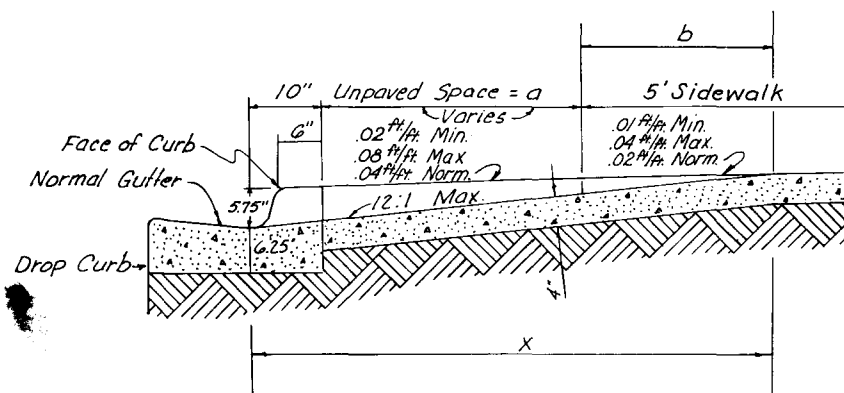 b
10" Unpaved Space = a 5' Sidewalk
Varies
6"
.02 ft/ft. Min.
.08 ft/ft. Max
.04 ft/ft. Norm.
.01 ft/ft. Min.
.04 ft/ft. Max.
.02 ft/ft. Norm.
Face of Curb
Normal Gutter
5.75"
12:1 Max
6.25"
Drop Curb
4"
X